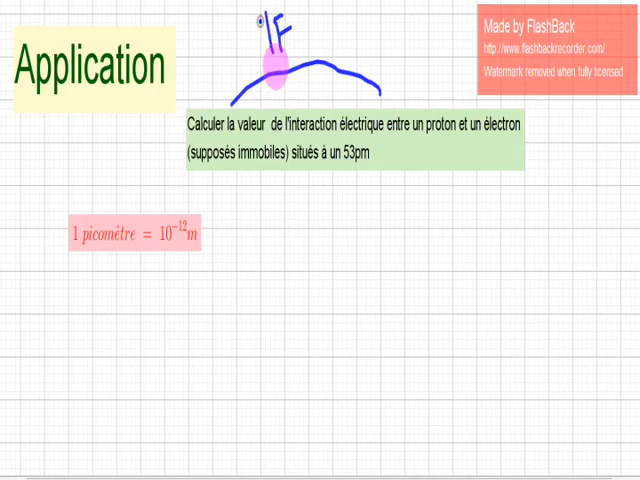 1F
Made by FlashBack
http://www.flashbackrecorder.com/
Watermark removed when fully licensed
Application
Calculer la valeur de l'interaction électrique entre un proton et un électron
(supposés immobiles) situés à un 53pm
1 picomètre = 10⁻¹²m